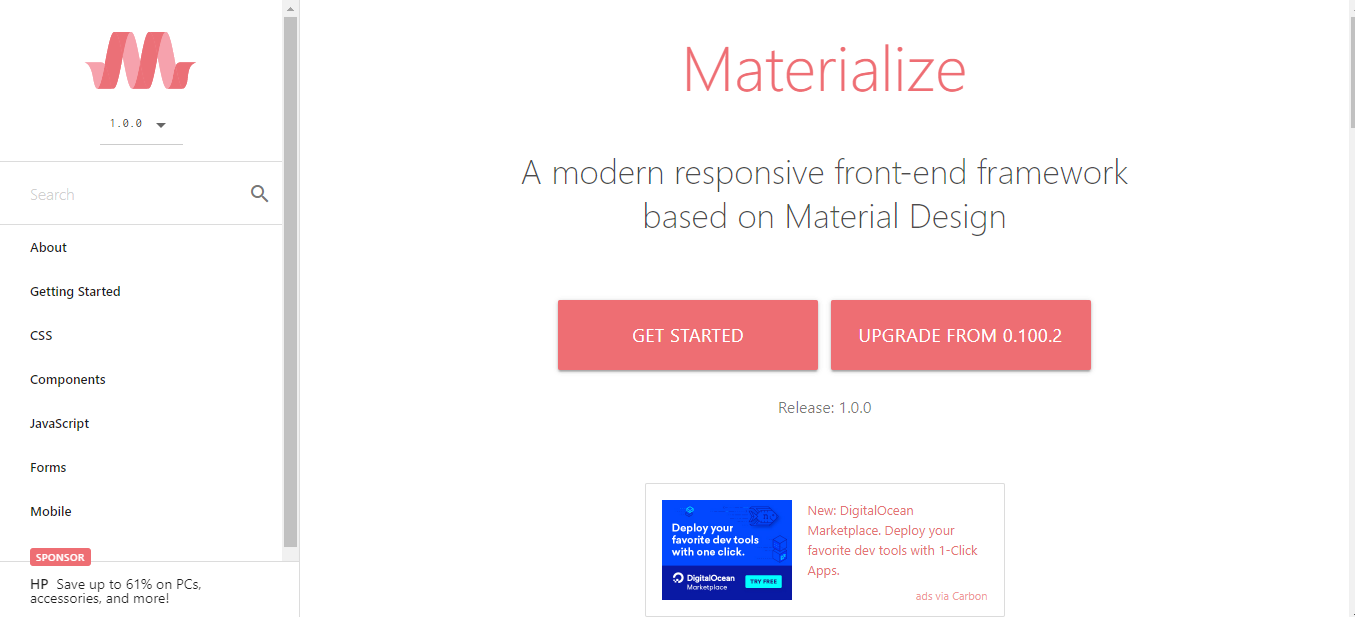 1.0.0
Search
About
Getting Started
CSS
Components
JavaScript
Forms
Mobile
SPONSOR
HP Save up to 61% on PCs,
accessories, and more!
Materialize
A modern responsive front-end framework
based on Material Design
GET STARTED
UPGRADE FROM 0.100.2
Release: 1.0.0
Deploy your
favorite dev tools
with one click.
DigitalOcean
Marketplace
TRY FREE
New: DigitalOcean
Marketplace. Deploy your
favorite dev tools with 1-Click
Apps.
ads via Carbon